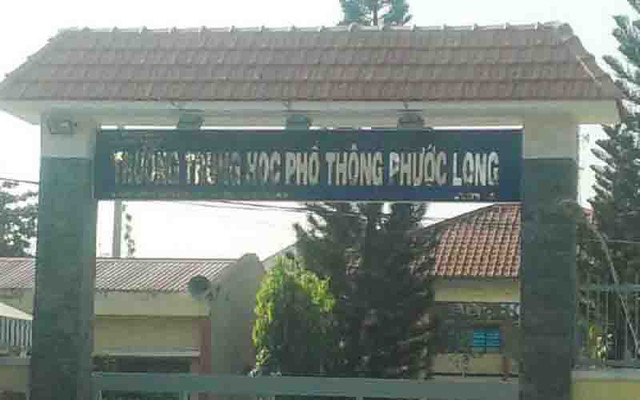 TRƯỜNG TRUNG HỌC PHỔ THÔNG PHƯỚC LONG